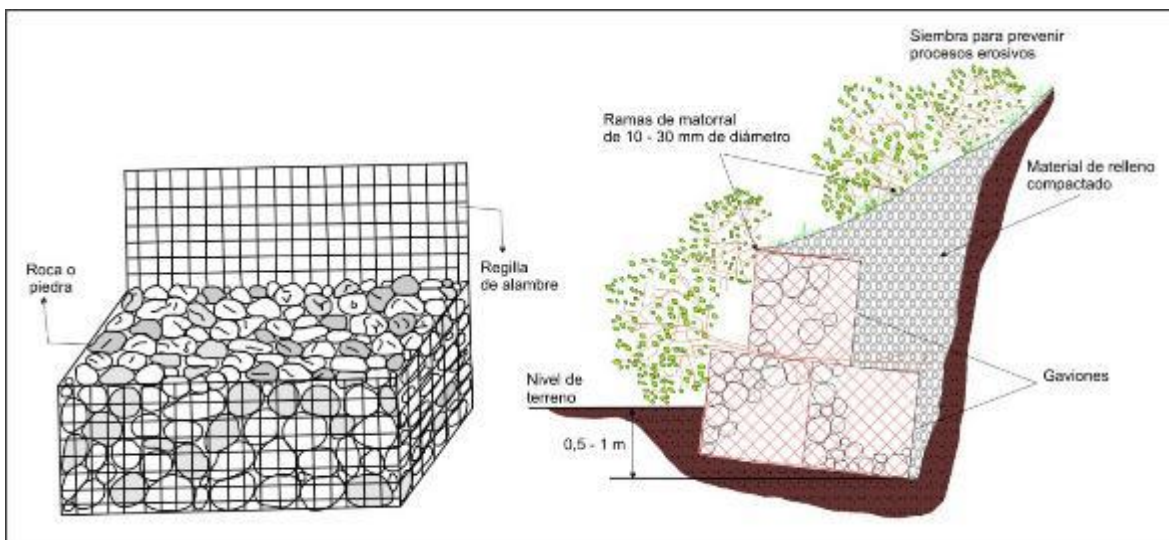 Roca o
piedra
Regilla
de alambre
Siembra para prevenir
procesos erosivos
Ramas de matorral
de 10 - 30 mm de diámetro
Material de relleno
compactado
Nivel de
terreno
Gaviones
0,5 - 1 m